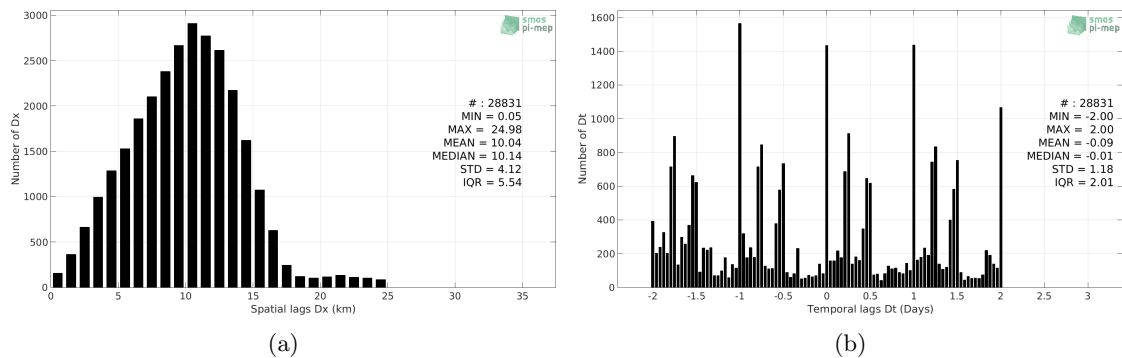 3000
2500
2000
1500
1000
500
0
0 5 10 15 20 25 30 35
Number of Dx
Spatial lags Dx (km)
smos
pi-mep
# : 28831
MIN = 0.05
MAX = 24.98
MEAN = 10.04
MEDIAN = 10.14
STD = 4.12
IQR = 5.54
(a)
1600
1400
1200
1000
800
600
400
200
0
-2 -1.5 -1 -0.5 0 0.5 1 1.5 2 2.5 3
Number of Dt
Temporal lags Dt (Days)
smos
pi-mep
# : 28831
MIN = -2.00
MAX = 2.00
MEAN = -0.09
MEDIAN = -0.01
STD = 1.18
IQR = 2.01
(b)